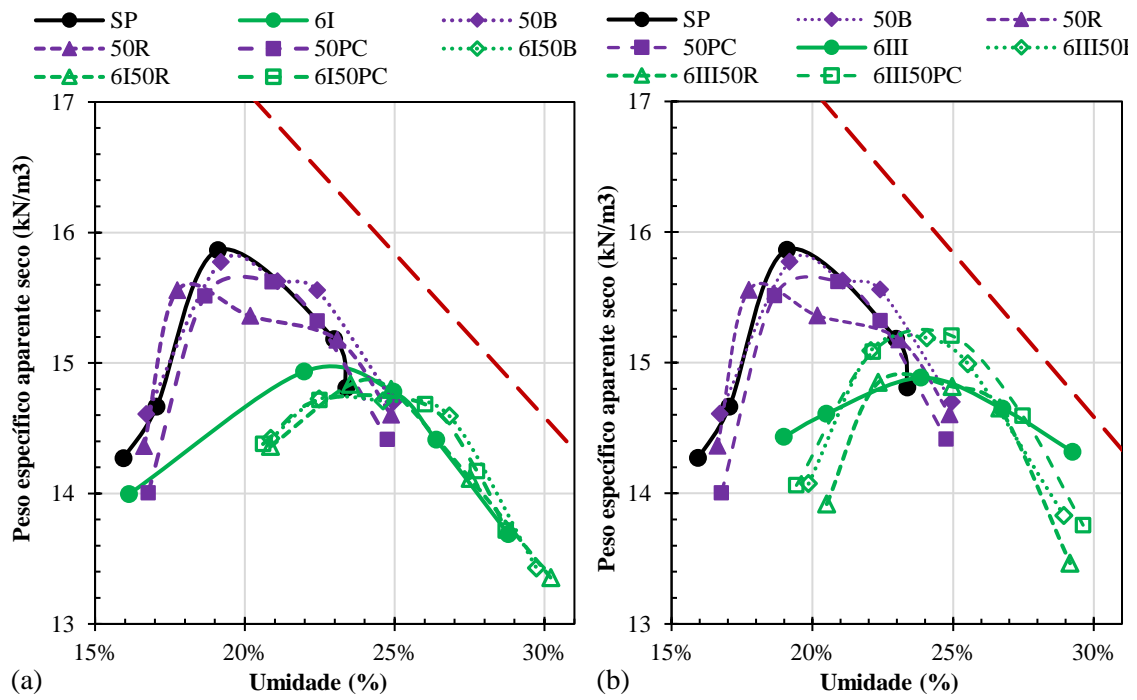 SP 6I 50B
50R 50PC 6I50B
6I50R 6I50PC
Peso específico aparente seco (kN/m3)
17
16
15
14
13
15% 20% 25% 30%
Umidade (%)
(a)
SP 50B 50R
50PC 6III
6III50R 6III50PC
Peso específico aparente seco (kN/m3)
17
16
15
14
13
15% 20% 25% 30%
Umidade (%)
(b)